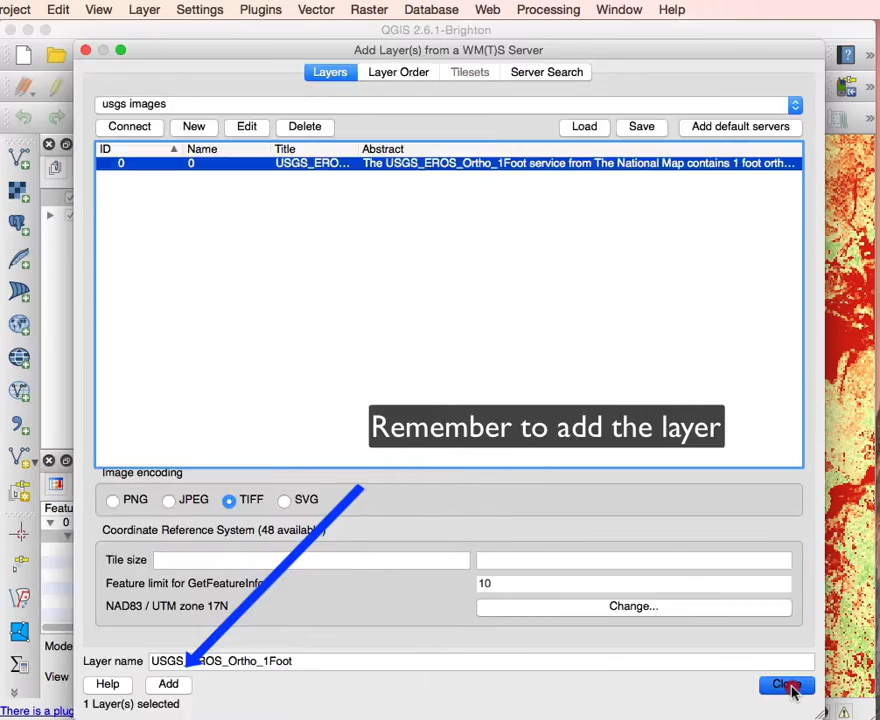 roject Edit View Layer Settings Plugins Vector Raster Database Web Processing Window Help
QGIS 2.6.1-Brighton
Add Layer(s) from a WM(T)S Server
Layers Layer Order Tilesets Server Search
usgs images
Connect New Edit Delete Load Save Add default servers
ID Name Title Abstract
0 0 USGS_ERO... The USGS_EROS_Ortho_1Foot service from The National Map contains 1 foot orth...
Remember to add the layer
Image encoding
PNG JPEG TIFF SVG
Coordinate Reference System (48 available)
Featu
0
Tile size
Feature limit for GetFeatureInfo 10
NAD83 / UTM zone 17N Change...
Mode
Layer name USGS_EROS_Ortho_1Foot
View
Help Add Close
1 Layer(s) selected
There is a plug